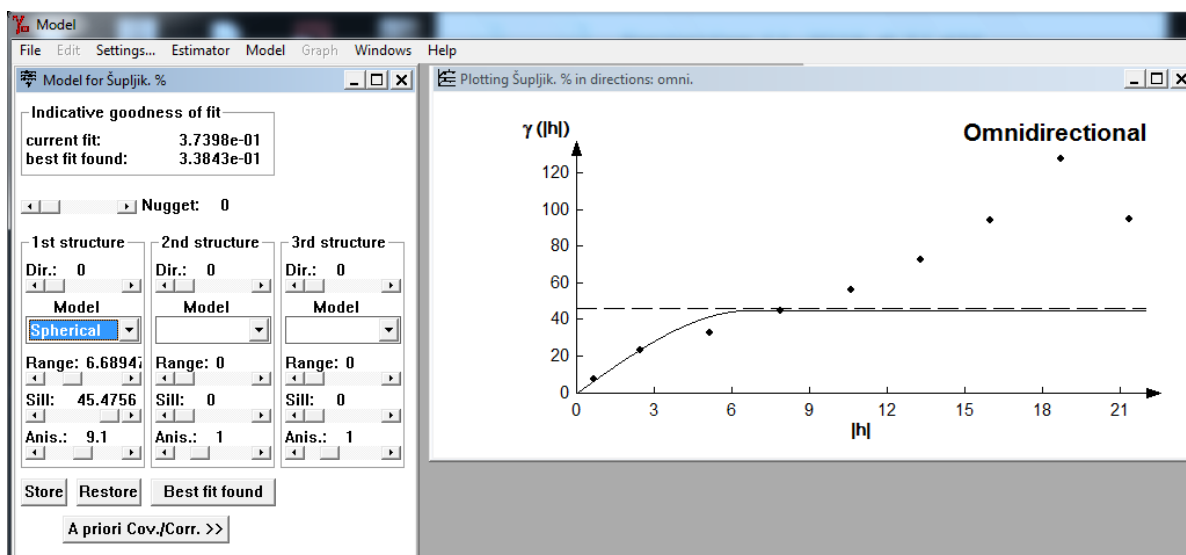 Model
File Edit Settings... Estimator Model Graph Windows Help
Model for Šupljik. %
Indicative goodness of fit
current fit: 3.7398e-01
best fit found: 3.3843e-01
Nugget: 0
1st structure 2nd structure 3rd structure
Dir.: 0 Dir.: 0 Dir.: 0
Model Model Model
Spherical
Range: 6.68947 Range: 0 Range: 0
Sill: 45.4756 Sill: 0 Sill: 0
Anis.: 9.1 Anis.: 1 Anis.: 1
Store Restore Best fit found
A priori Cov./Corr. >>
Plotting Šupljik. % in directions: omni.
γ (|h|)
Omnidirectional
120
100
80
60
40
20
0
0 3 6 9 12 15 18 21
|h|